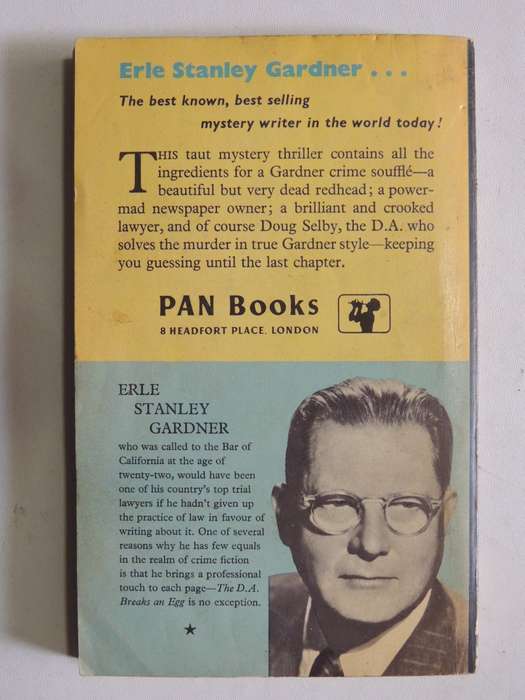 Erle Stanley Gardner . . .
The best known, best selling
mystery writer in the world today!
THIS taut mystery thriller contains all the
ingredients for a Gardner crime soufflé—a
beautiful but very dead redhead; a power-
mad newspaper owner; a brilliant and crooked
lawyer, and of course Doug Selby, the D.A. who
solves the murder in true Gardner style—keeping
you guessing until the last chapter.
PAN Books
8 HEADFORT PLACE, LONDON
ERLE
STANLEY
GARDNER
who was called to the Bar of
California at the age of
twenty-two, would have been
one of his country's top trial
lawyers if he hadn't given up
the practice of law in favour of
writing about it. One of several
reasons why he has few equals
in the realm of crime fiction
is that he brings a professional
touch to each page—The D.A.
Breaks an Egg is no exception.